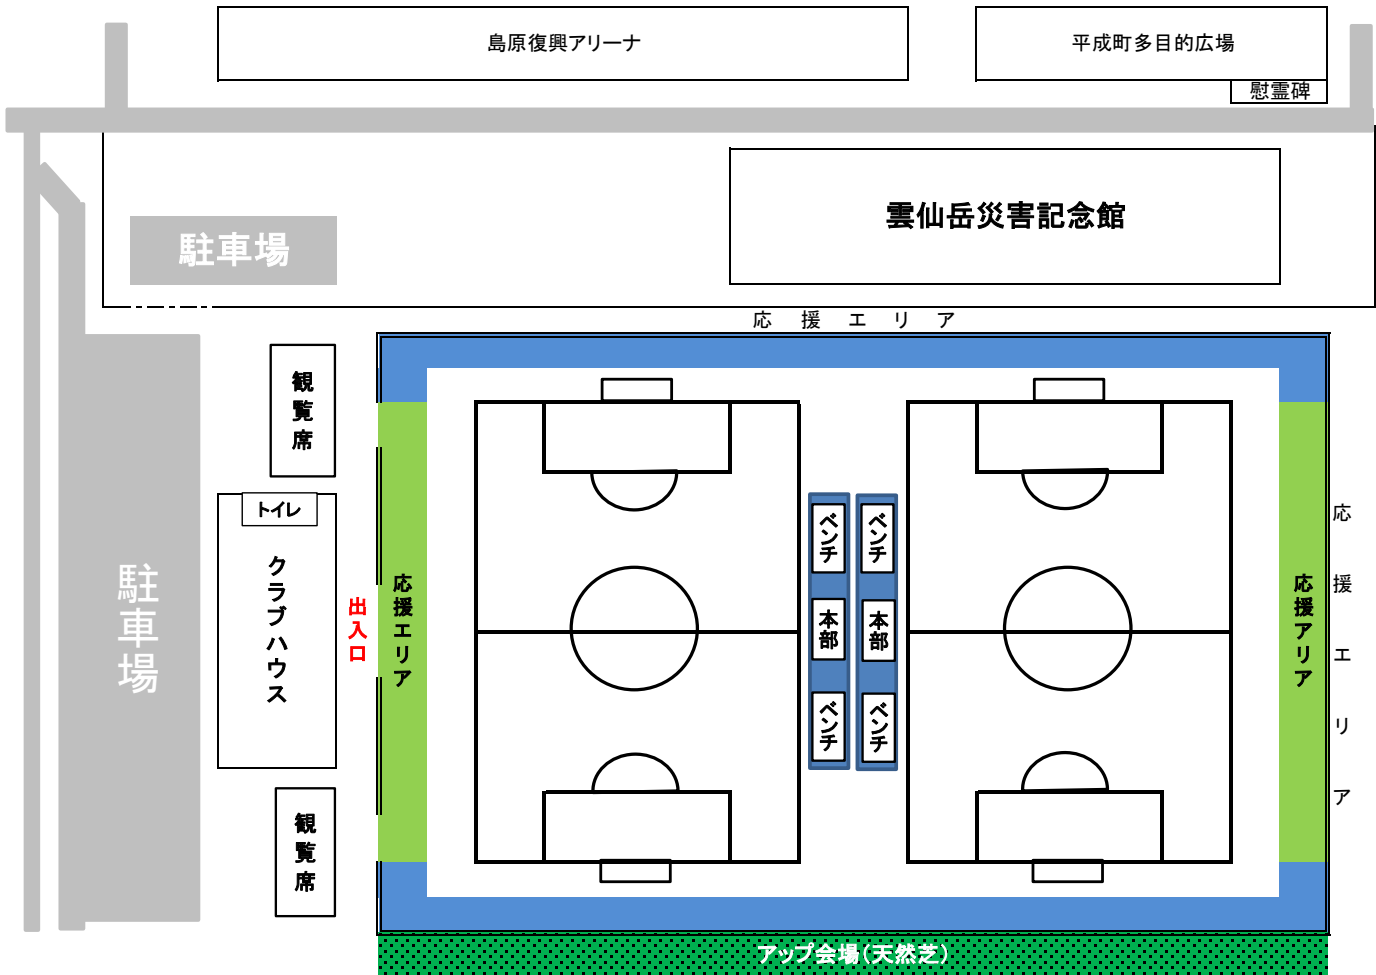 島原復興アリーナ
平成町多目的広場
慰霊碑
雲仙岳災害記念館
駐車場
応援エリア
観覧席
トイレ
クラブハウス
駐車場
出入口
応援エリア
ベンチ
本部
ベンチ
ベンチ
本部
ベンチ
応援アリア
応援エリア
観覧席
アップ会場(天然芝)